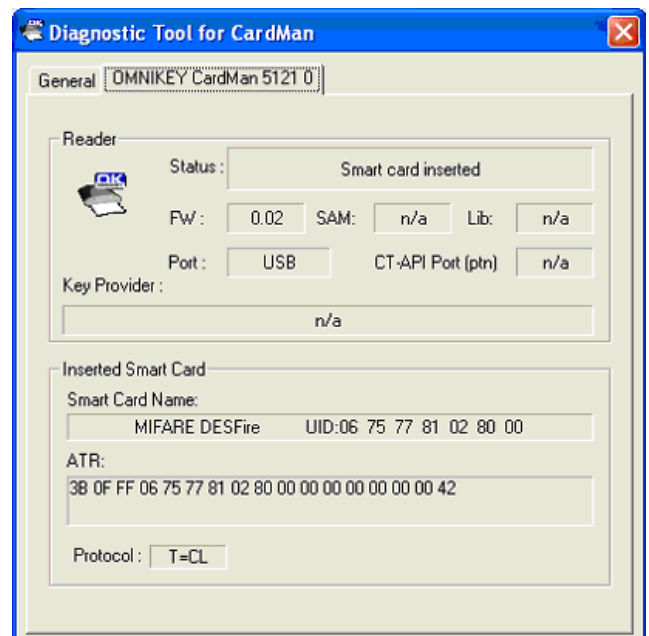 Diagnostic Tool for CardMan
General OMNIKEY CardMan 5121 0
Reader
OK
Status : Smart card inserted
FW : 0.02 SAM: n/a Lib: n/a
Port : USB CT-API Port (ptn) n/a
Key Provider :
n/a
Inserted Smart Card
Smart Card Name:
MIFARE DESFire UID:06 75 77 81 02 80 00
ATR:
3B 0F FF 06 75 77 81 02 80 00 00 00 00 00 00 00 42
Protocol : T=CL